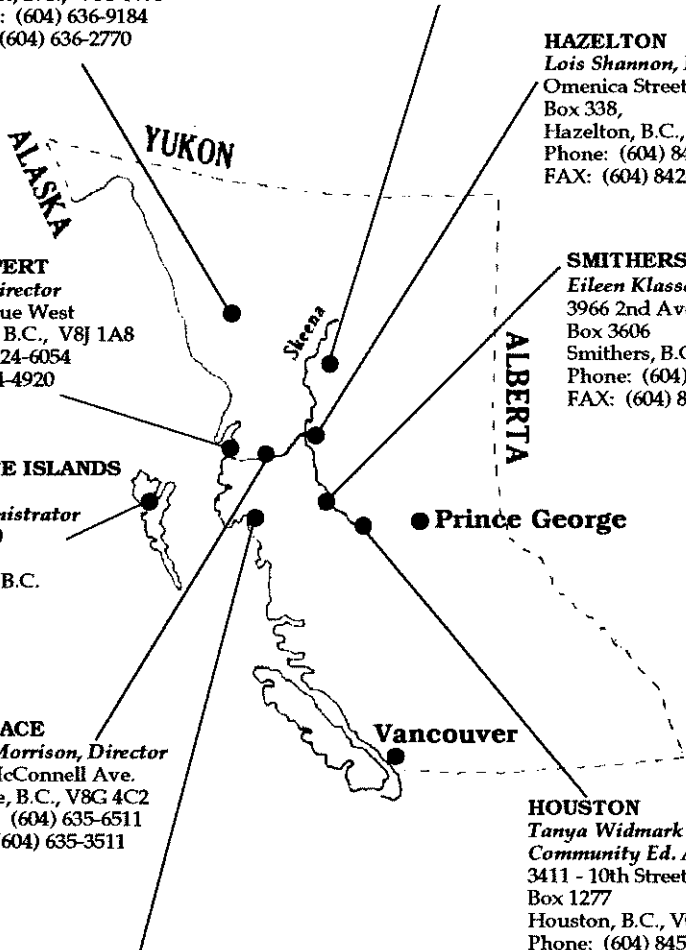 : (604) 636-9184
(604) 636-2770
HAZELTON
Lois Shannon,
Omenica Street
Box 338,
Hazelton, B.C.,
Phone: (604) 84
FAX: (604) 842
YUKON
ALASKA
SMITHERS
Eileen Klass
3966 2nd Av
Box 3606
Smithers, B.C
Phone: (604)
FAX: (604) 8
PERT
irector
ue West
B.C., V8J 1A8
24-6054
4-4920
Skeena
ALBERTA
E ISLANDS
nistrator
B.C.
Prince George
ACE
Morrison, Director
McConnell Ave.
e, B.C., V8G 4C2
(604) 635-6511
(604) 635-3511
Vancouver
HOUSTON
Tanya Widmark
Community Ed. A
3411 - 10th Street
Box 1277
Houston, B.C., V
Phone: (604) 845